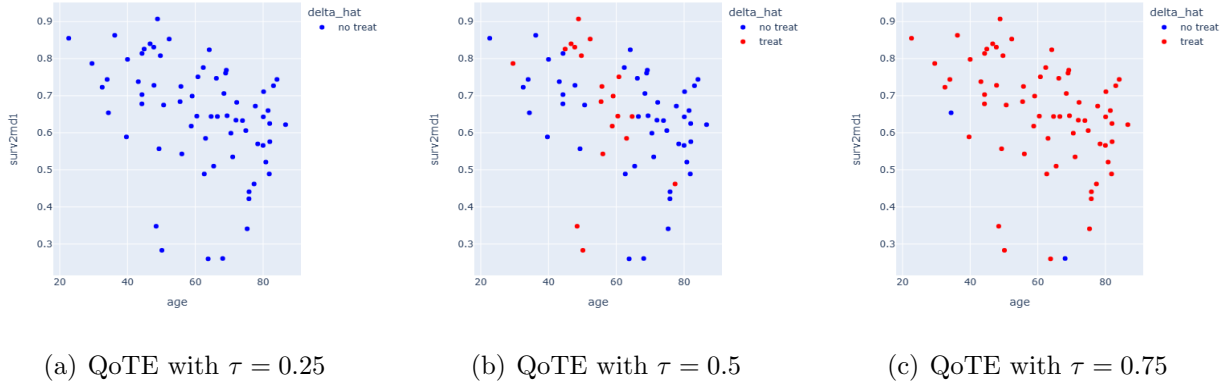 delta_hat
no treat
0.9
0.8
0.7
0.6
0.5
0.4
0.3
surv2md1
20 40 60 80
age
delta_hat
no treat
treat
0.9
0.8
0.7
0.6
0.5
0.4
0.3
surv2md1
20 40 60 80
age
delta_hat
treat
no treat
0.9
0.8
0.7
0.6
0.5
0.4
0.3
surv2md1
20 40 60 80
age
(a) QoTE with τ = 0.25
(b) QoTE with τ = 0.5
(c) QoTE with τ = 0.75